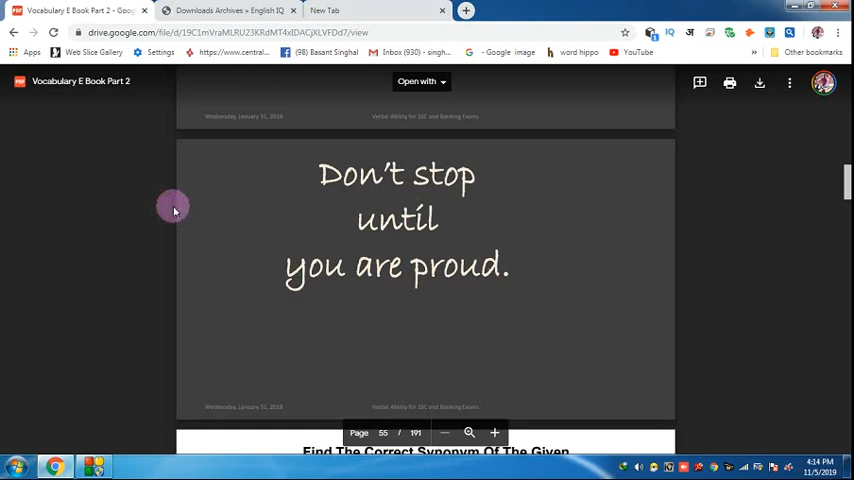 Vocabulary E Book Part 2 - Goog
Downloads Archives » English IQ
New Tab
drive.google.com/file/d/19C1mVraMLRU23KRdMT4xIDACjXLVFDd7/view
Apps
Web Slice Gallery
Settings
https://www.central...
(98) Basant Singhal
Inbox (930) - singh...
- Google image
word hippo
YouTube
Other bookmarks
Vocabulary E Book Part 2
Open with
Wednesday, January 31, 2018
Verbal Ability for SSC and Banking Exams.
Don't stop
until
you are proud.
Wednesday, January 31, 2018
Verbal Ability for SSC and Banking Exams.
Page 55 / 191
Find The Correct Synonym Of The Given
4:14 PM
11/5/2019